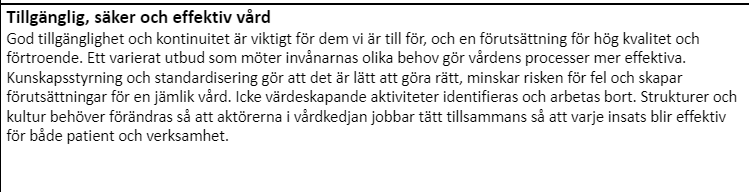 Tillgänglig, säker och effektiv vård
God tillgänglighet och kontinuitet är viktigt för dem vi är till för, och en förutsättning för hög kvalitet och
förtroende. Ett varierat utbud som möter invånarnas olika behov gör vårdens processer mer effektiva.
Kunskapsstyrning och standardisering gör att det är lätt att göra rätt, minskar risken för fel och skapar
förutsättningar för en jämlik vård. Icke värdeskapande aktiviteter identifieras och arbetas bort. Strukturer och
kultur behöver förändras så att aktörerna i vårdkedjan jobbar tätt tillsammans så att varje insats blir effektiv
för både patient och verksamhet.